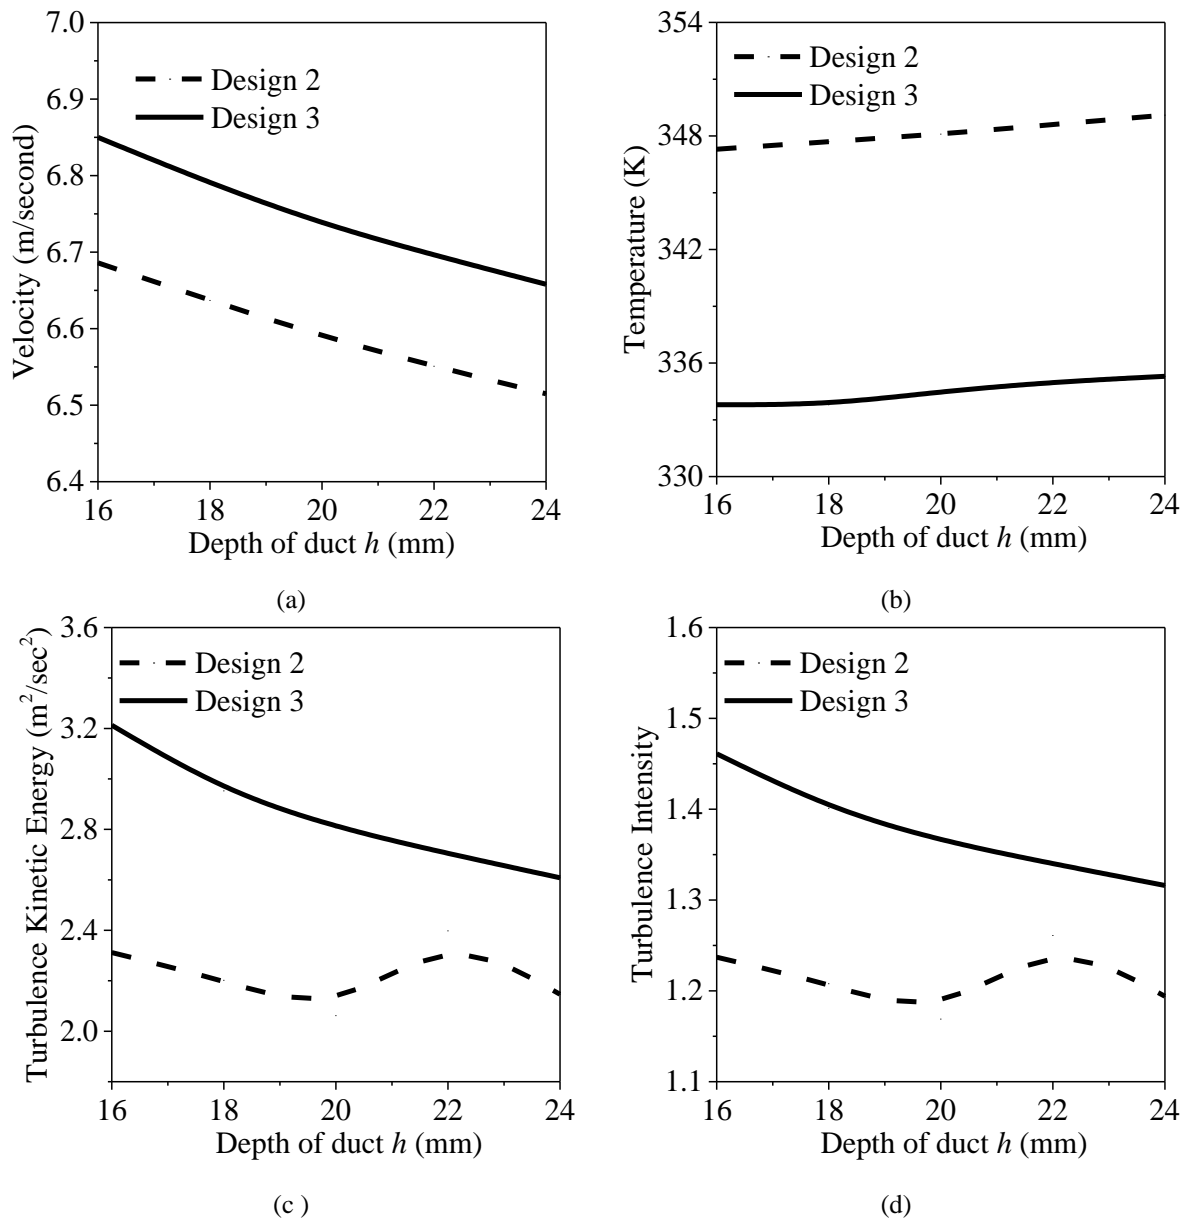 7.0
6.9
6.8
6.7
6.6
6.5
6.4
Velocity (m/second)
Design 2
Design 3
16 18 20 22 24
Depth of duct h (mm)
(a)
354
348
342
336
330
Temperature (K)
Design 2
Design 3
16 18 20 22 24
Depth of duct h (mm)
(b)
3.6
3.2
2.8
2.4
2.0
Turbulence Kinetic Energy (m²/sec²)
Design 2
Design 3
16 18 20 22 24
Depth of duct h (mm)
(c )
1.6
1.5
1.4
1.3
1.2
1.1
Turbulence Intensity
Design 2
Design 3
16 18 20 22 24
Depth of duct h (mm)
(d)